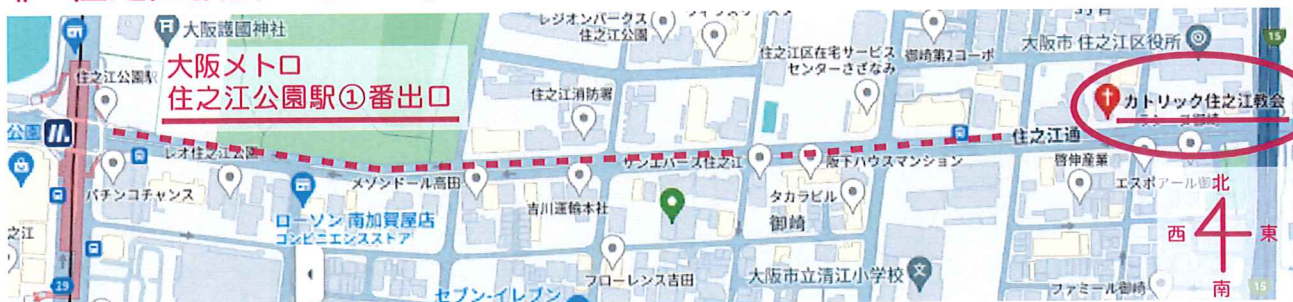 大阪護國神社
レジオンパークス
住之江公園
大阪市 住之江区役所
15
住之江区在宅サービス
センターさざなみ
御崎第2コーポ
大阪メトロ
住之江公園駅①番出口
住之江公園駅
住之江消防署
カトリック住之江教会
公園
住之江通
レオ住之江公園
サンエバース住之江
阪下ハウスマンション
啓伸産業
メゾンドール高田
パチンコチャンス
タカラビル
エスポアール御
北
ローソン 南加賀屋店
コンビニエンスストア
吉川運輸本社
御崎
西
東
之江
フローレンス吉田
大阪市立清江小学校
文
ファミール御崎
南
29
セブン-イレブン
15